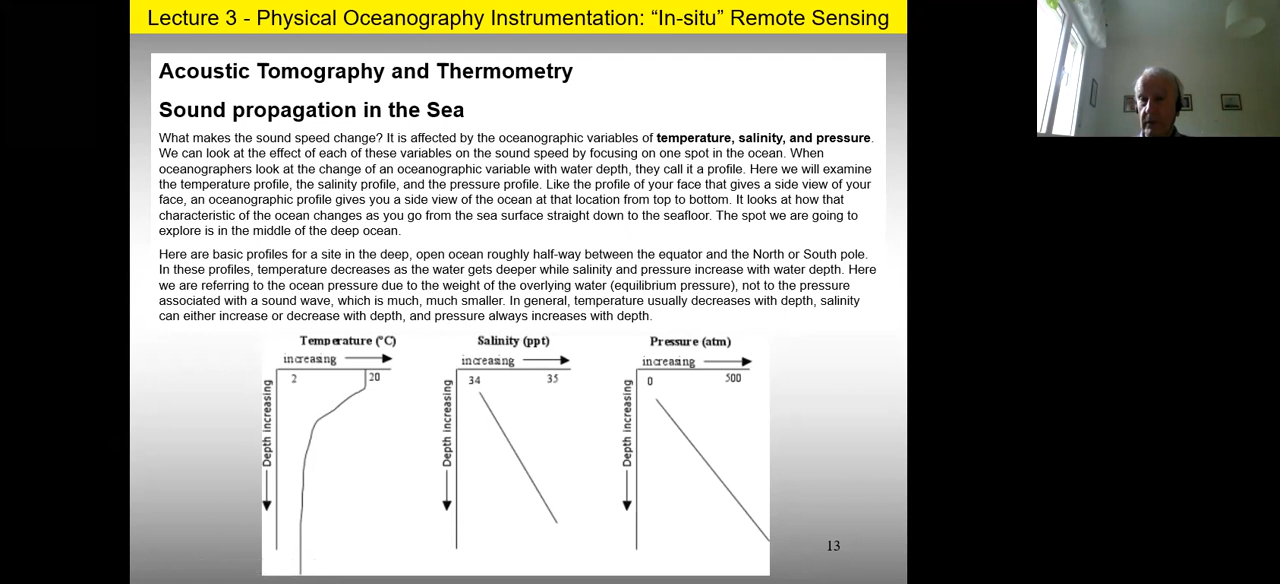 Lecture 3 - Physical Oceanography Instrumentation: “In-situ” Remote Sensing
Acoustic Tomography and Thermometry
Sound propagation in the Sea
What makes the sound speed change? It is affected by the oceanographic variables of temperature, salinity, and pressure.
We can look at the effect of each of these variables on the sound speed by focusing on one spot in the ocean. When
oceanographers look at the change of an oceanographic variable with water depth, they call it a profile. Here we will examine
the temperature profile, the salinity profile, and the pressure profile. Like the profile of your face that gives a side view of your
face, an oceanographic profile gives you a side view of the ocean at that location from top to bottom. It looks at how that
characteristic of the ocean changes as you go from the sea surface straight down to the seafloor. The spot we are going to
explore is in the middle of the deep ocean.
Here are basic profiles for a site in the deep, open ocean roughly half-way between the equator and the North or South pole.
In these profiles, temperature decreases as the water gets deeper while salinity and pressure increase with water depth. Here
we are referring to the ocean pressure due to the weight of the overlying water (equilibrium pressure), not to the pressure
associated with a sound wave, which is much, much smaller. In general, temperature usually decreases with depth, salinity
can either increase or decrease with depth, and pressure always increases with depth.
Temperature (°C)
increasing
2 20
Depth increasing
Salinity (ppt)
increasing
34 35
Depth increasing
Pressure (atm)
increasing
0 500
Depth increasing
13